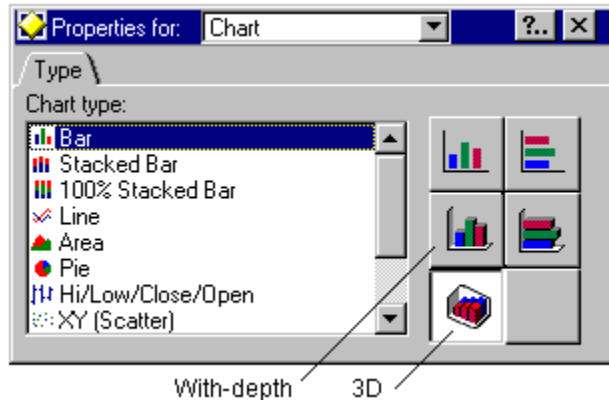 Properties for: Chart ?..
Type
Chart type:
Bar
Stacked Bar
100% Stacked Bar
Line
Area
Pie
Hi/Low/Close/Open
XY (Scatter)
With-depth 3D